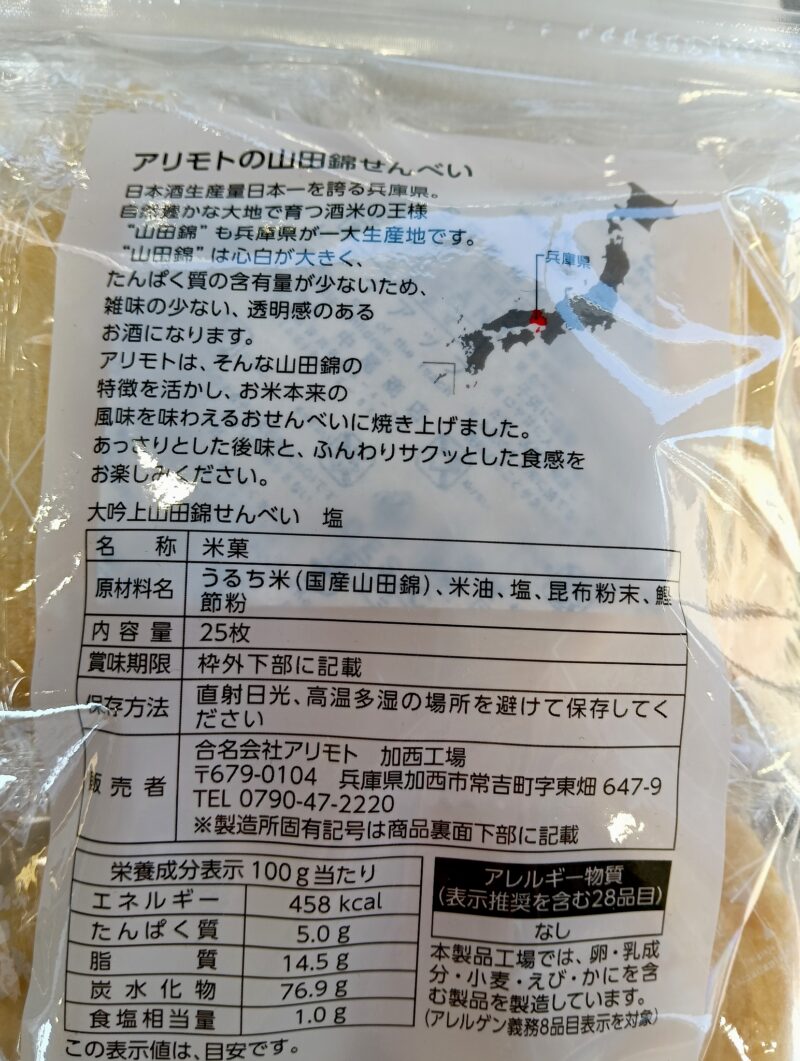 アリモトの山田錦せんべい
日本酒生産量日本一を誇る兵庫県。
自然豊かな大地で育つ酒米の王様
“山田錦”も兵庫県が一大生産地です。
“山田錦”は心白が大きく、
たんぱく質の含有量が少ないため、
雑味の少ない、透明感のある
お酒になります。
アリモトは、そんな山田錦の
特徴を活かし、お米本来の
風味を味わえるおせんべいに焼き上げました。
あっさりとした後味と、ふんわりサクッとした食感を
お楽しみください。
兵庫県
大吟上山田錦せんべい 塩
名称 米菓
原材料名 うるち米(国産山田錦)、米油、塩、昆布粉末、鰹
節粉
内容量 25枚
賞味期限 枠外下部に記載
保存方法 直射日光、高温多湿の場所を避けて保存してく
ださい
販売者 合名会社アリモト 加西工場
〒679-0104 兵庫県加西市常吉町字東畑 647-9
TEL 0790-47-2220
※製造所固有記号は商品裏面下部に記載
栄養成分表示 100g当たり
エネルギー 458 kcal
たんぱく質 5.0 g
脂質 14.5 g
炭水化物 76.9 g
食塩相当量 1.0 g
この表示値は、目安です。
アレルギー物質
(表示推奨を含む28品目)
なし
本製品工場では、卵・乳成
分・小麦・えび・かにを含
む製品を製造しています。
(アレルゲン義務8品目表示を対象)